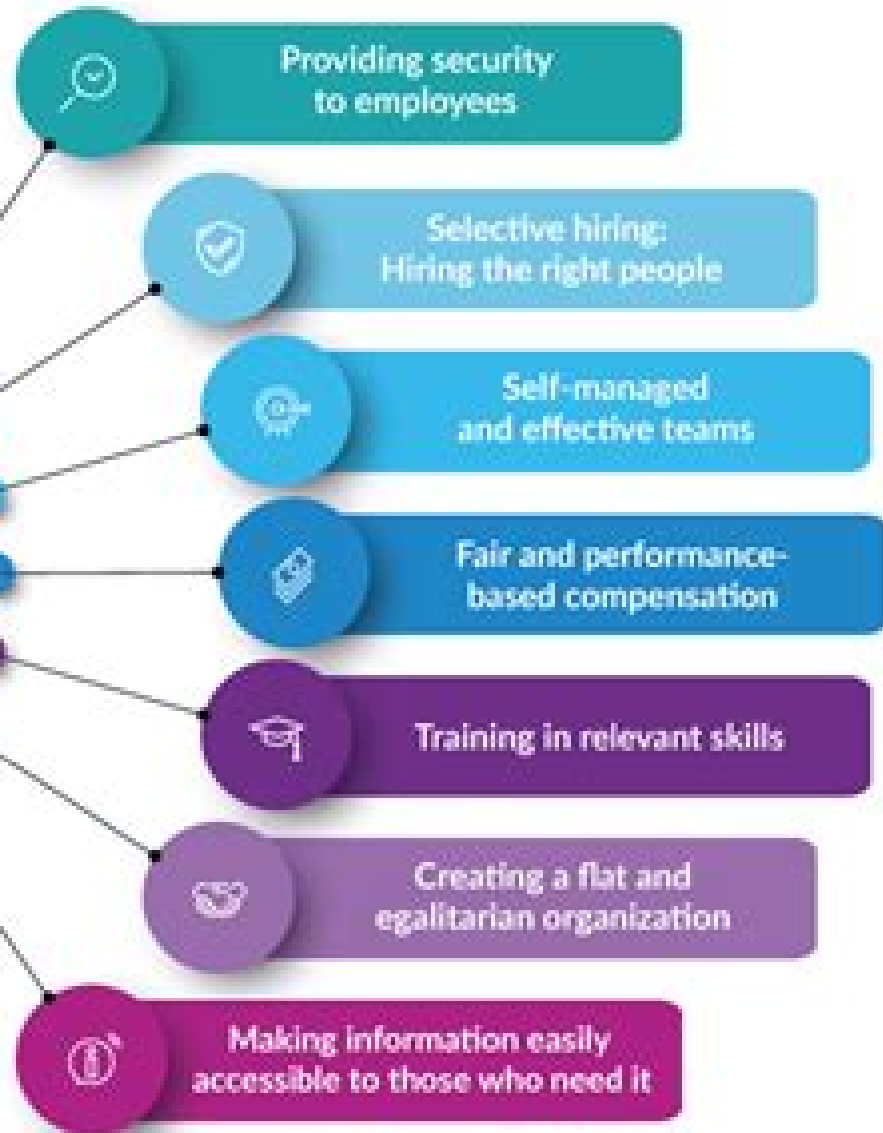 Providing security
to employees
Selective hiring:
Hiring the right people
Self-managed
and effective teams
Fair and performance-
based compensation
Training in relevant skills
Creating a flat and
egalitarian organization
Making information easily
accessible to those who need it